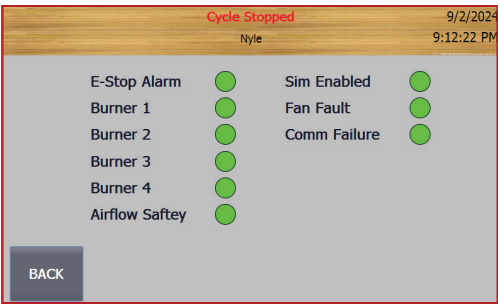 Cycle Stopped
9/2/2024
Nyle
9:12:22 PM
E-Stop Alarm
Sim Enabled
Burner 1
Fan Fault
Burner 2
Comm Failure
Burner 3
Burner 4
Airflow Saftey
BACK